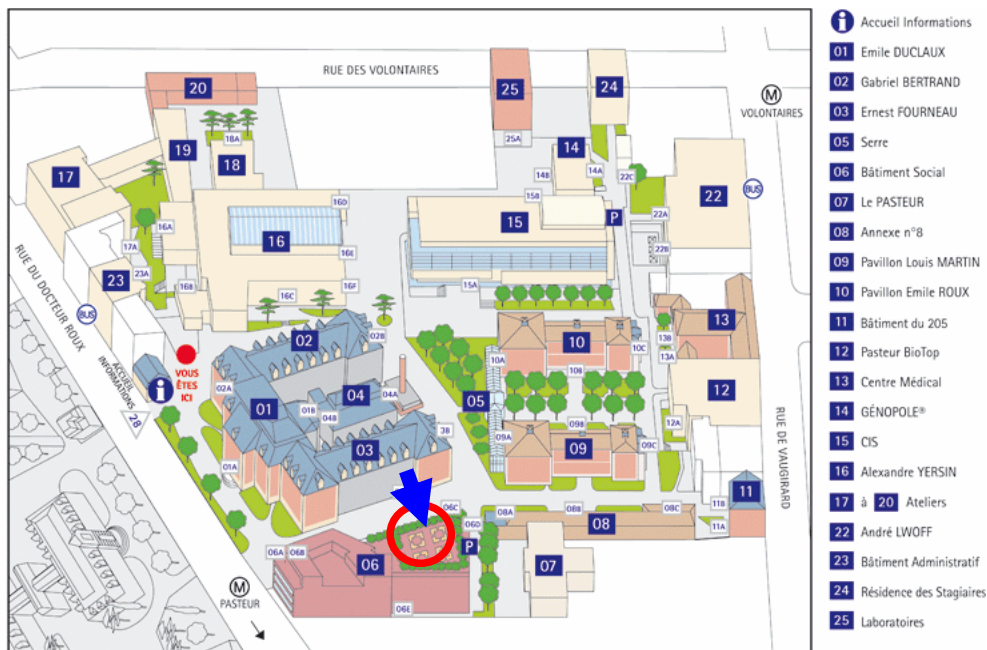 RUE DES VOLONTAIRES
M
VOLONTAIRES
20
25
24
19
18A
18
25A
14
14B
14A
22C
17
16A
16D
15B
15
P
22A
22
BUS
22B
17A
16
16E
23A
23
16B
16C
16F
15A
RUE DU DOCTEUR ROUX
BUS
ACCUEIL
INFORMATIONS
28
i
VOUS
ÊTES
ICI
02
02B
02A
04
04A
01
01B
04B
03
3B
01A
10
10A
10B
10C
13
13B
13A
05
12
12A
09A
09B
09
09C
RUE DE VAUGIRARD
11
11B
11A
06C
06D
08A
08B
08C
08
06A
06B
06
P
07
06E
M
PASTEUR
i Accueil Informations
01 Emile DUCLAUX
02 Gabriel BERTRAND
03 Ernest FOURNEAU
05 Serre
06 Bâtiment Social
07 Le PASTEUR
08 Annexe n°8
09 Pavillon Louis MARTIN
10 Pavillon Emile ROUX
11 Bâtiment du 205
12 Pasteur BioTop
13 Centre Médical
14 GÉNOPOLE®
15 CIS
16 Alexandre YERSIN
17 à 20 Ateliers
22 André LWOFF
23 Bâtiment Administratif
24 Résidence des Stagiaires
25 Laboratoires